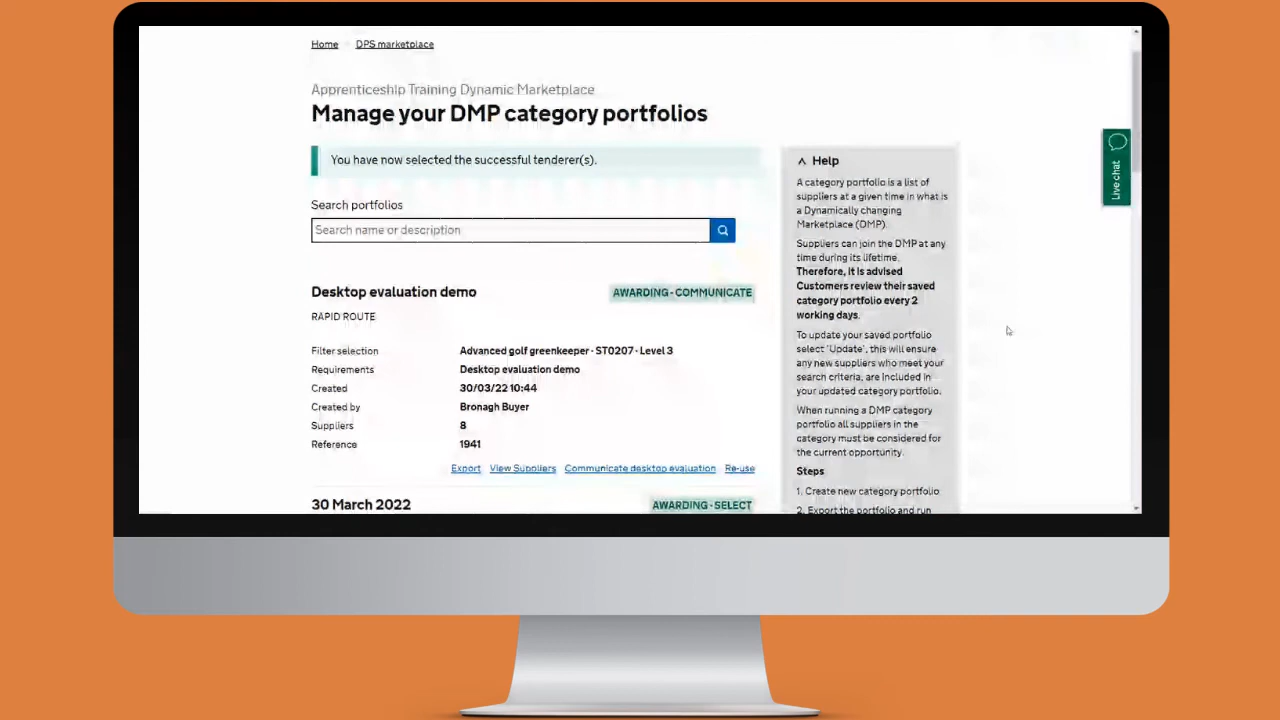 Home DPS marketplace
Apprenticeship Training Dynamic Marketplace
Manage your DMP category portfolios
You have now selected the successful tenderer(s).
Search portfolios
Search name or description
Desktop evaluation demo AWARDING - COMMUNICATE
RAPID ROUTE
Filter selection Advanced golf greenkeeper - ST0207 - Level 3
Requirements Desktop evaluation demo
Created 30/03/22 10:44
Created by Bronagh Buyer
Suppliers 8
Reference 1941
Export View Suppliers Communicate desktop evaluation Re-use
30 March 2022 AWARDING - SELECT
Help
A category portfolio is a list of
suppliers at a given time in what is
a Dynamically changing
Marketplace (DMP).
Suppliers can join the DMP at any
time during its lifetime.
Therefore, it is advised
Customers review their saved
category portfolio every 2
working days.
To update your saved portfolio
select 'Update', this will ensure
any new suppliers who meet your
search criteria, are included in
your updated category portfolio.
When running a DMP category
portfolio all suppliers in the
category must be considered for
the current opportunity.
Steps
1. Create new category portfolio
2. Export the portfolio and run
Live chat